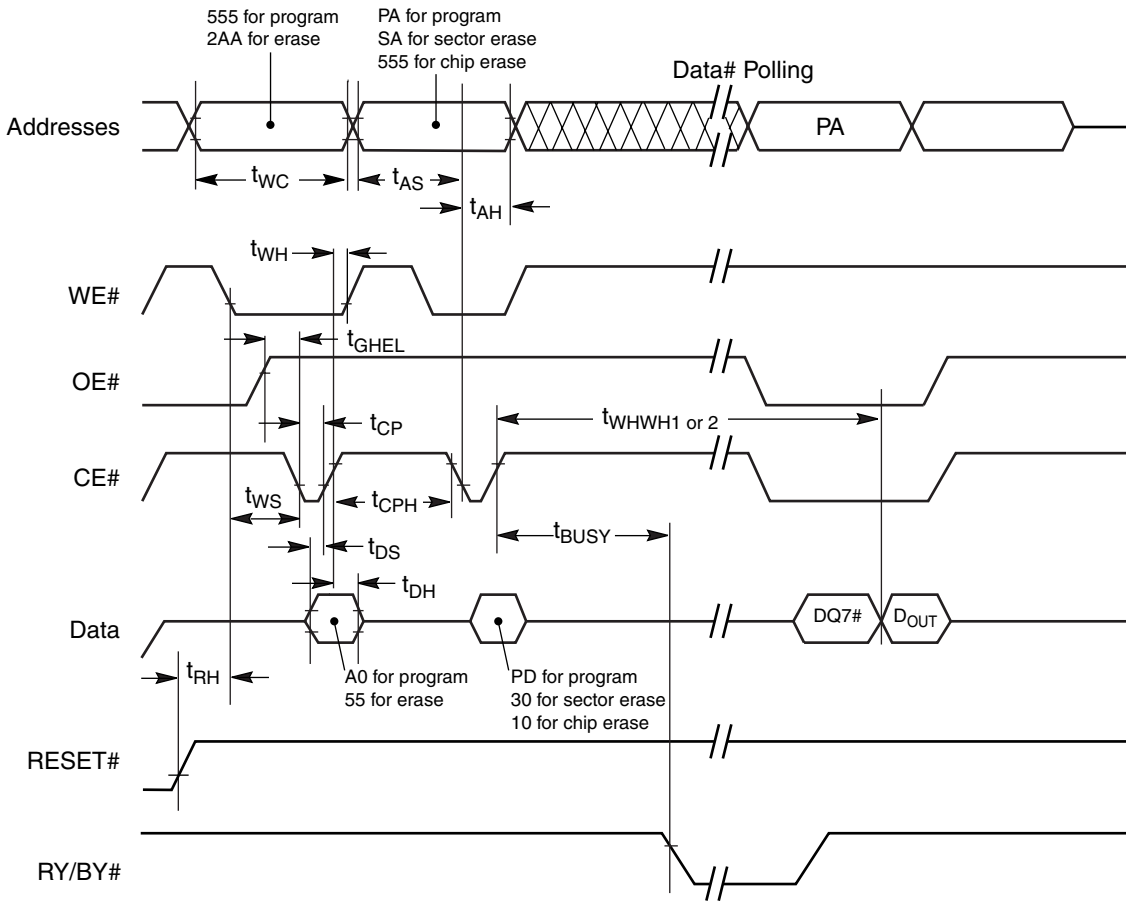 555 for program
2AA for erase
PA for program
SA for sector erase
555 for chip erase
Data# Polling
Addresses
PA
tWC
tAS
tAH
tWH
WE#
tGHEL
OE#
tCP
tWHWH1 or 2
CE#
tWS
tCPH
tBUSY
tDS
tDH
Data
DQ7#
DOUT
tRH
A0 for program
55 for erase
PD for program
30 for sector erase
10 for chip erase
RESET#
RY/BY#